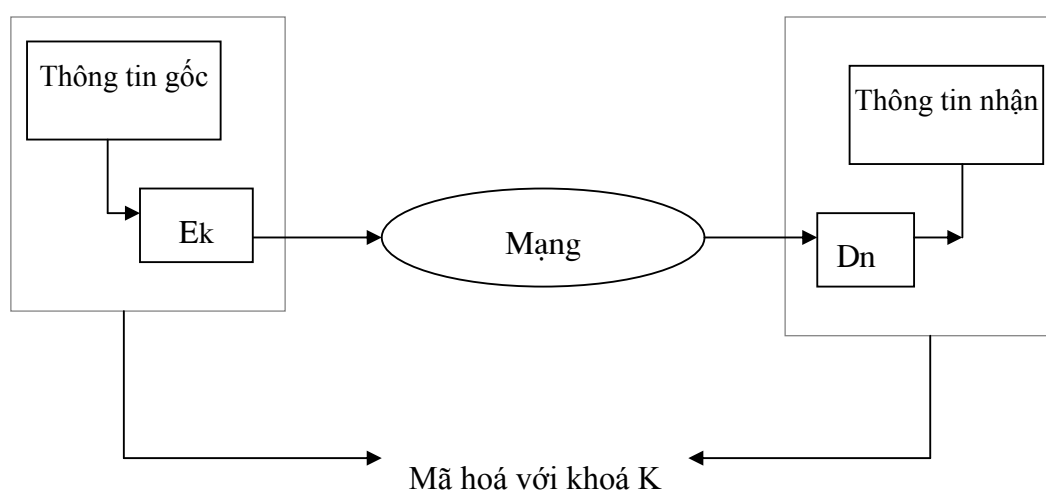 Thông tin gốc
Thông tin nhận
Ek
Mạng
Dn
Mã hoá với khoá K